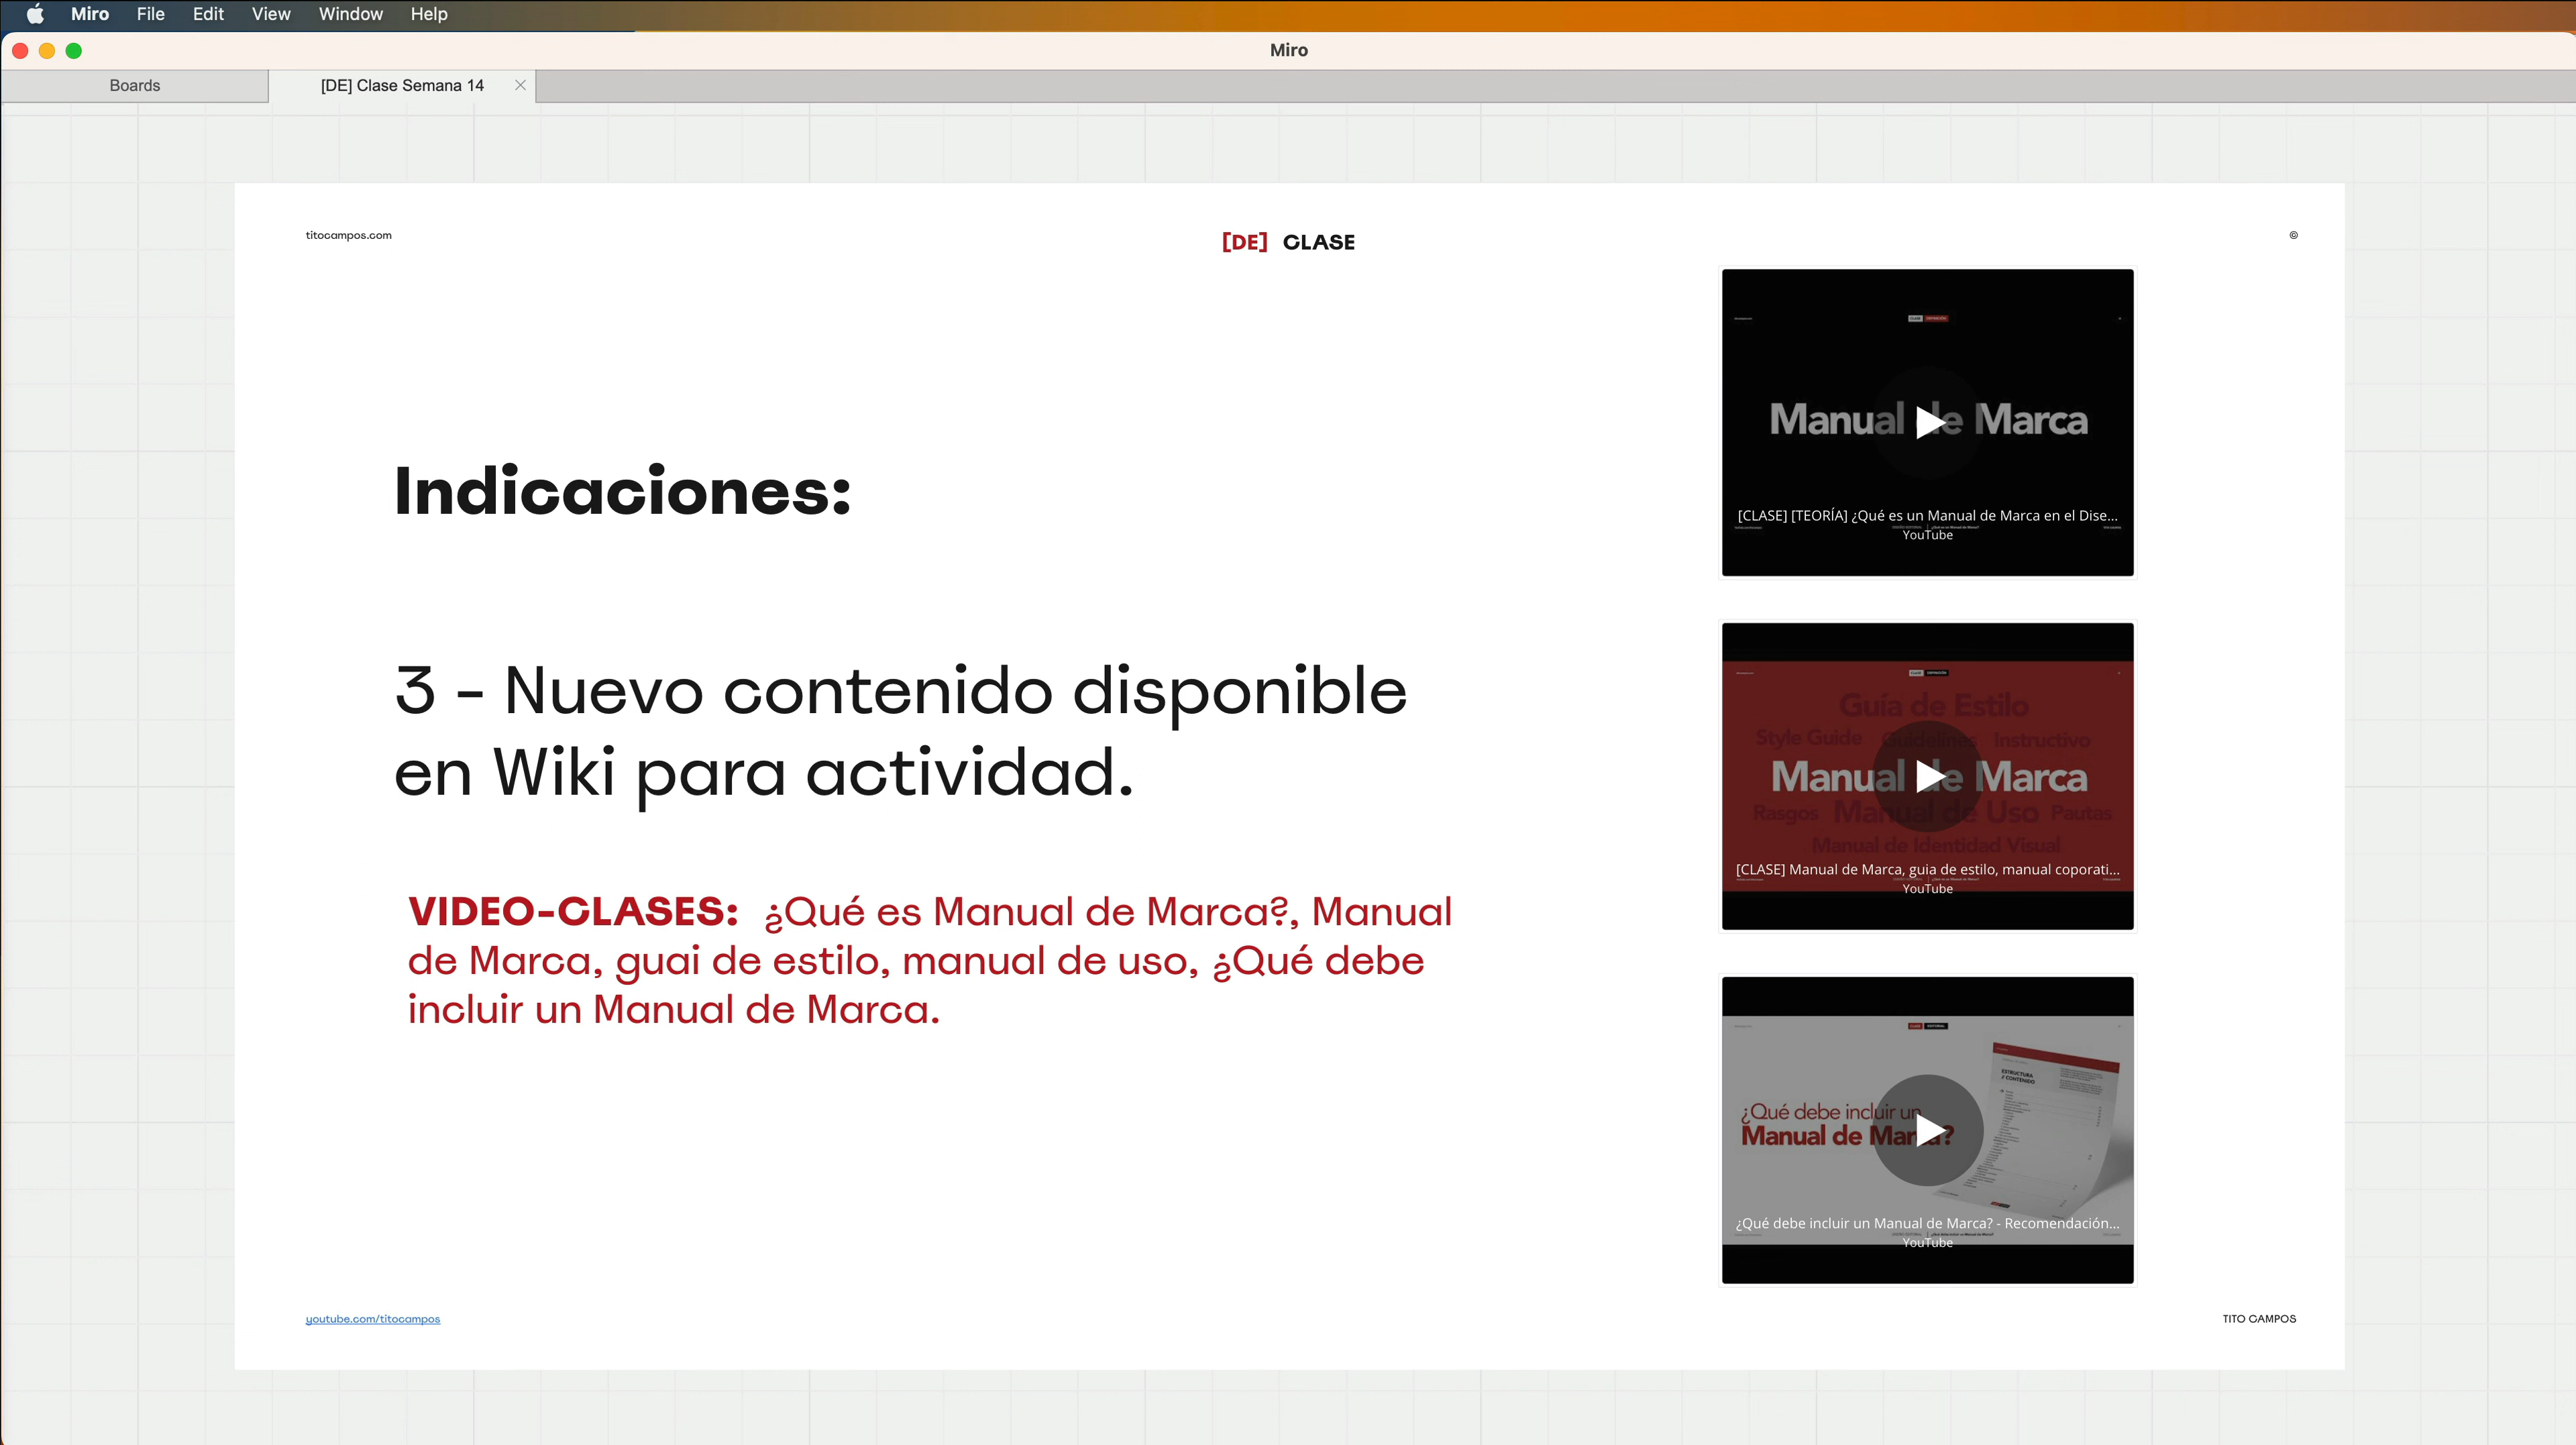 Miro File Edit View Window Help
Miro
Boards
[DE] Clase Semana 14
titocampos.com
[DE] CLASE
©
Indicaciones:
3 - Nuevo contenido disponible
en Wiki para actividad.
VIDEO-CLASES: ¿Qué es Manual de Marca?, Manual
de Marca, guai de estilo, manual de uso, ¿Qué debe
incluir un Manual de Marca.
Manual de Marca
[CLASE] [TEORÍA] ¿Qué es un Manual de Marca en el Dise...
YouTube
Guía de Estilo
Style Guide Guidelines Instructivo
Manual de Marca
Rasgos Manual de Uso Pautas
Manual de Identidad Visual
[CLASE] Manual de Marca, guia de estilo, manual coporati...
YouTube
ESTRUCTURA
/ CONTENIDO
¿Qué debe incluir un
Manual de Marca?
¿Qué debe incluir un Manual de Marca? - Recomendación...
YouTube
youtube.com/titocampos
TITO CAMPOS